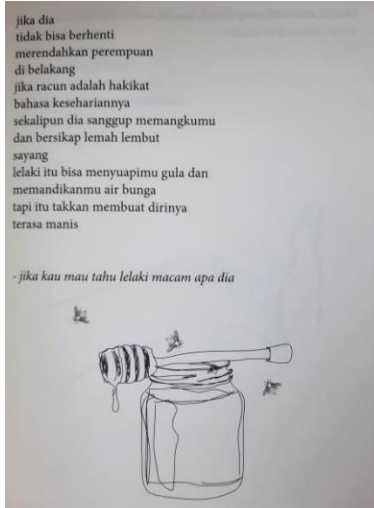 jika dia
tidak bisa berhenti
merendahkan perempuan
di belakang
jika racun adalah hakikat
bahasa kesehariannya
sekalipun dia sanggup memangkumu
dan bersikap lemah lembut
sayang
lelaki itu bisa menyuapimu gula dan
memandikanmu air bunga
tapi itu takkan membuat dirinya
terasa manis
- jika kau mau tahu lelaki macam apa dia